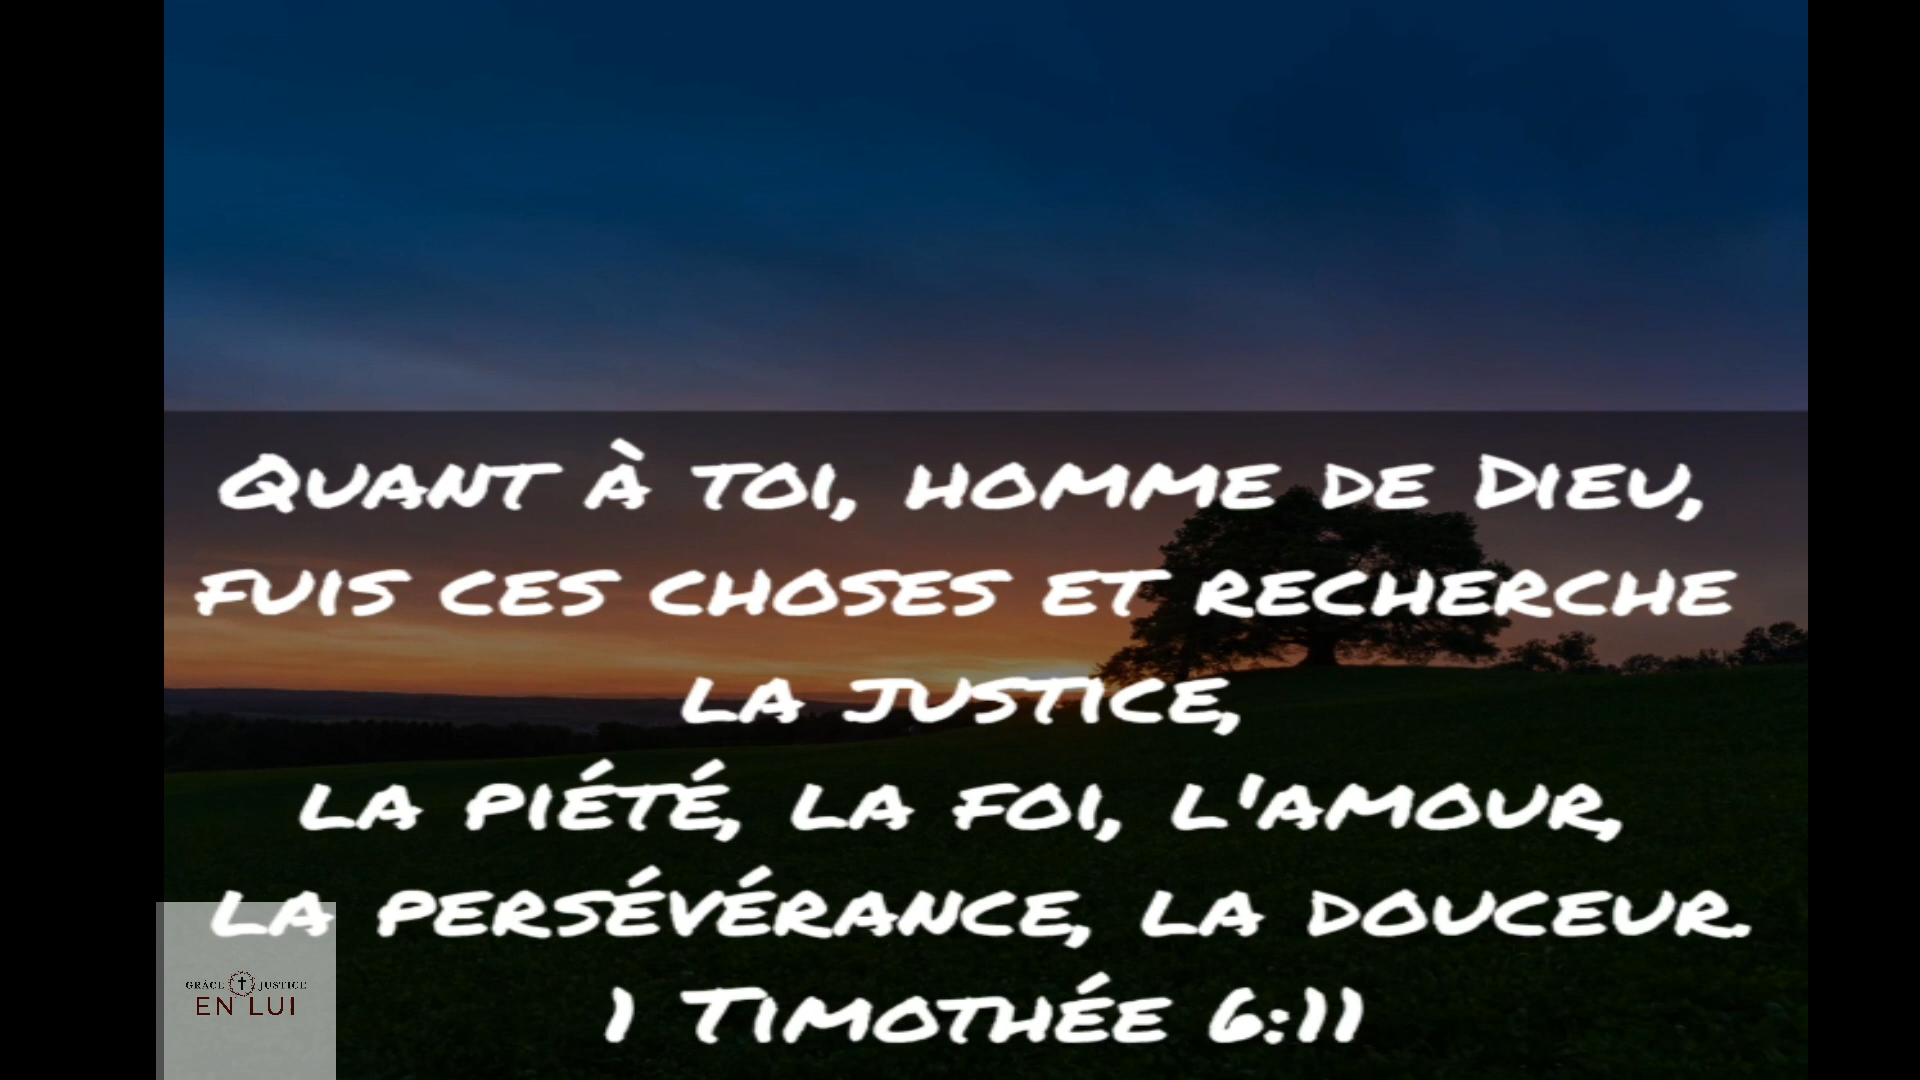 Quant à toi, homme de Dieu,
fuis ces choses et recherche
la justice,
la piété, la foi, l'amour,
la persévérance, la douceur.
1 Timothée 6:11
GRÂCE JUSTICE
EN LUI